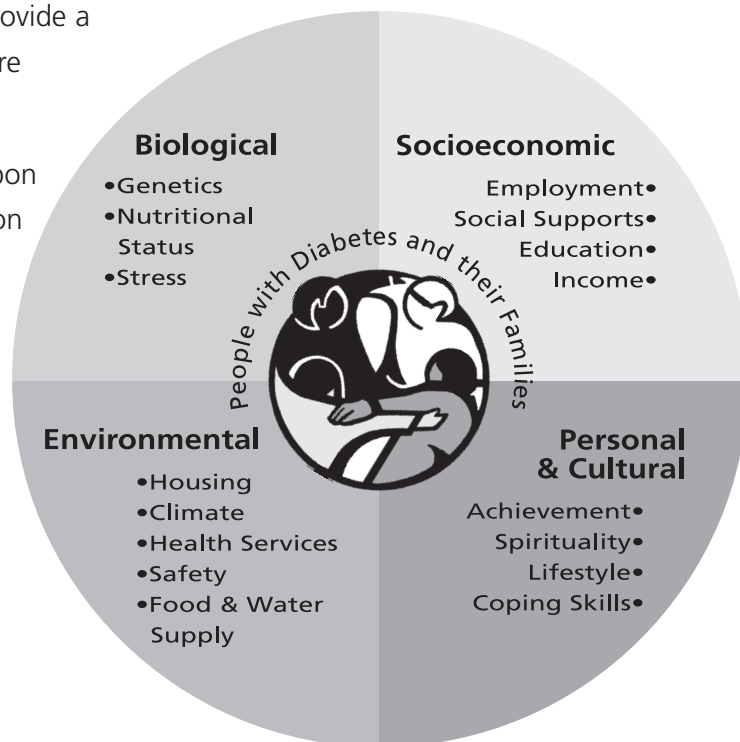 ovide a
re
pon
on
Biological
•Genetics
•Nutritional
Status
•Stress
Socioeconomic
Employment•
Social Supports•
Education•
Income•
People with Diabetes and their Families
Environmental
•Housing
•Climate
•Health Services
•Safety
•Food & Water
Supply
Personal
& Cultural
Achievement•
Spirituality•
Lifestyle•
Coping Skills•